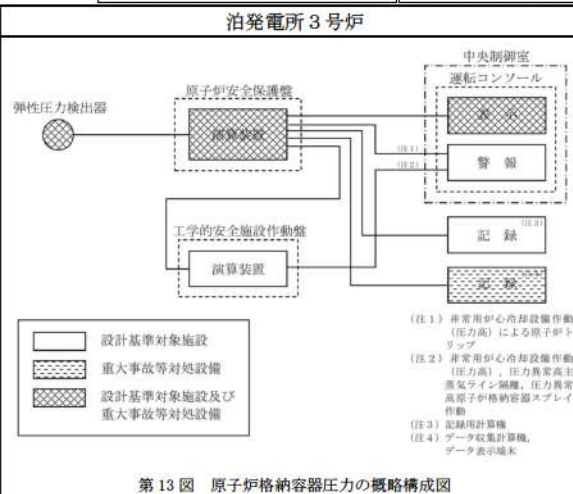 泊発電所3号炉
中央制御室
運転コンソール
原子炉安全保護盤
弾性圧力検出器
演算装置
表示
(注1)
(注2)
警報
(注3)
記録
工学的安全施設作動盤
演算装置
記録
設計基準対象施設
重大事故等対処設備
設計基準対象施設及び
重大事故等対処設備
(注1) 非常用炉心冷却設備作動
(圧力高)による原子炉ト
リップ
(注2) 非常用炉心冷却設備作動
(圧力高),圧力異常高主
蒸気ライン隔離,圧力異常
高原子炉格納容器スプレイ
作動
(注3) 記録用計算機
(注4) データ収集計算機,
データ表示端末
第13図 原子炉格納容器圧力の概略構成図